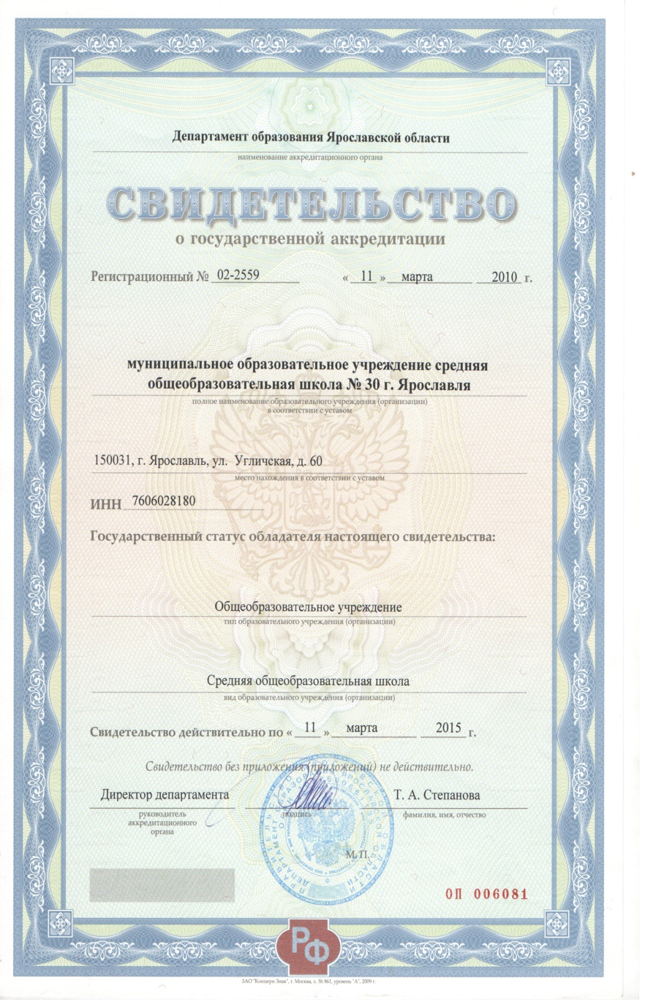 Департамент образования Ярославской области
наименование аккредитационного органа
СВИДЕТЕЛЬСТВО
о государственной аккредитации
Регистрационный № 02-2559 « 11 » марта 2010 г.
муниципальное образовательное учреждение средняя
общеобразовательная школа № 30 г. Ярославля
полное наименование образовательного учреждения (организации)
в соответствии с уставом
150031, г. Ярославль, ул. Угличская, д. 60
место нахождения в соответствии с уставом
ИНН 7606028180
Государственный статус обладателя настоящего свидетельства:
Общеобразовательное учреждение
тип образовательного учреждения (организации)
Средняя общеобразовательная школа
вид образовательного учреждения (организации)
Свидетельство действительно по « 11 » марта 2015 г.
Свидетельство без приложения (приложений) не действительно.
Директор департамента Т. А. Степанова
руководитель
аккредитационного
органа
подпись
фамилия, имя, отчество
М. П.
ОП 006081
РФ
ЗАО "Концерн Знак", г. Москва, з. № 861, уровень "А", 2009 г.